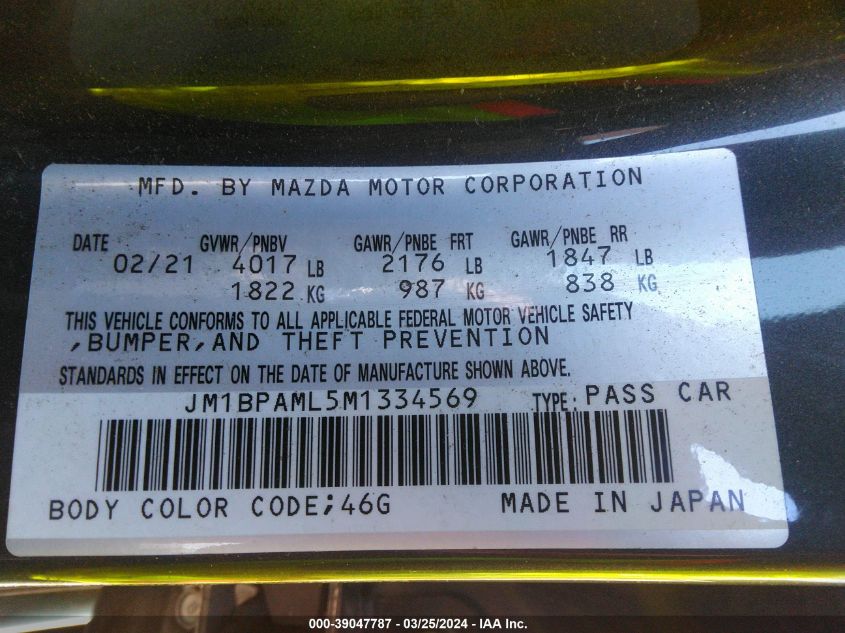 MFD. BY MAZDA MOTOR CORPORATION
DATE GVWR/PNBV GAWR/PNBE FRT GAWR/PNBE RR
02/21 4017 LB 2176 LB 1847 LB
1822 KG 987 KG 838 KG
THIS VEHICLE CONFORMS TO ALL APPLICABLE FEDERAL MOTOR VEHICLE SAFETY
,BUMPER,AND THEFT PREVENTION
STANDARDS IN EFFECT ON THE DATE OF MANUFACTURE SHOWN ABOVE.
JM1BPAML5M1334569 TYPE: PASS CAR
BODY COLOR CODE;46G MADE IN JAPAN
000-39047787 - 03/25/2024 - IAA Inc.